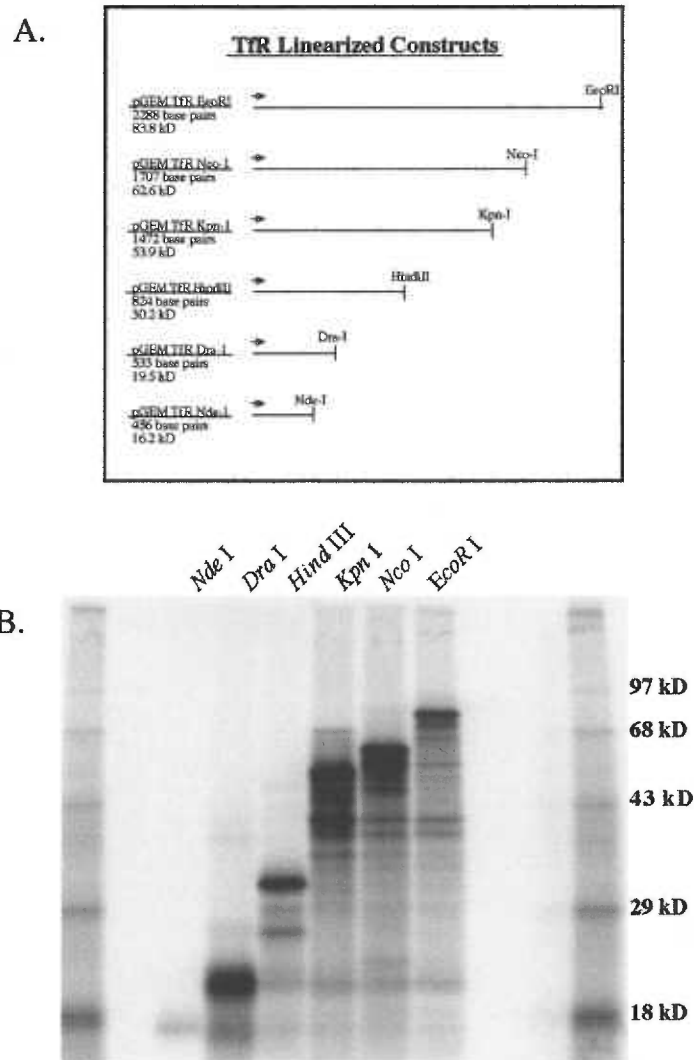 A.
TfR Linearized Constructs
pGEM TfR EcoRI
EcoRI
2288 base pairs
83.8 kD
pGEM TfR Nco-I
Nco-I
1707 base pairs
62.6 kD
pGEM TfR Kpn-I
Kpn-I
1472 base pairs
53.9 kD
pGEM TfR HindIII
HindIII
824 base pairs
30.2 kD
pGEM TfR Dra-I
Dra-I
533 base pairs
19.5 kD
pGEM TfR Nde-I
Nde-I
456 base pairs
16.2 kD
Nde I
Dra I
Hind III
Kpn I
Nco I
EcoR I
B.
97 kD
68 kD
43 kD
29 kD
18 kD